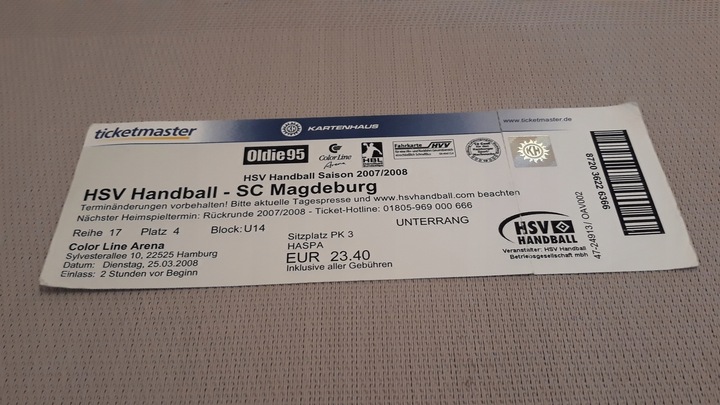 ticketmaster
KARTENHAUS
www.ticketmaster.de
Oldie95
Color Line
Arena
HBL
Fahrkarte HVV
HSV Handball Saison 2007/2008
HSV Handball - SC Magdeburg
Terminänderungen vorbehalten! Bitte aktuelle Tagespresse und www.hsvhandball.com beachten
Nächster Heimspieltermin: Rückrunde 2007/2008 - Ticket-Hotline: 01805-969 000 666
Reihe 17 Platz 4 Block: U14 UNTERRANG
Color Line Arena
Sylvesterallee 10, 22525 Hamburg
Datum: Dienstag, 25.03.2008
Einlass: 2 Stunden vor Beginn
Sitzplatz PK 3
HASPA
EUR 23.40
Inklusive aller Gebühren
HSV
HANDBALL
Veranstalter: HSV Handball
Betriebsgesellschaft mbh
47-24913/ OAV002
8720 3622 6366